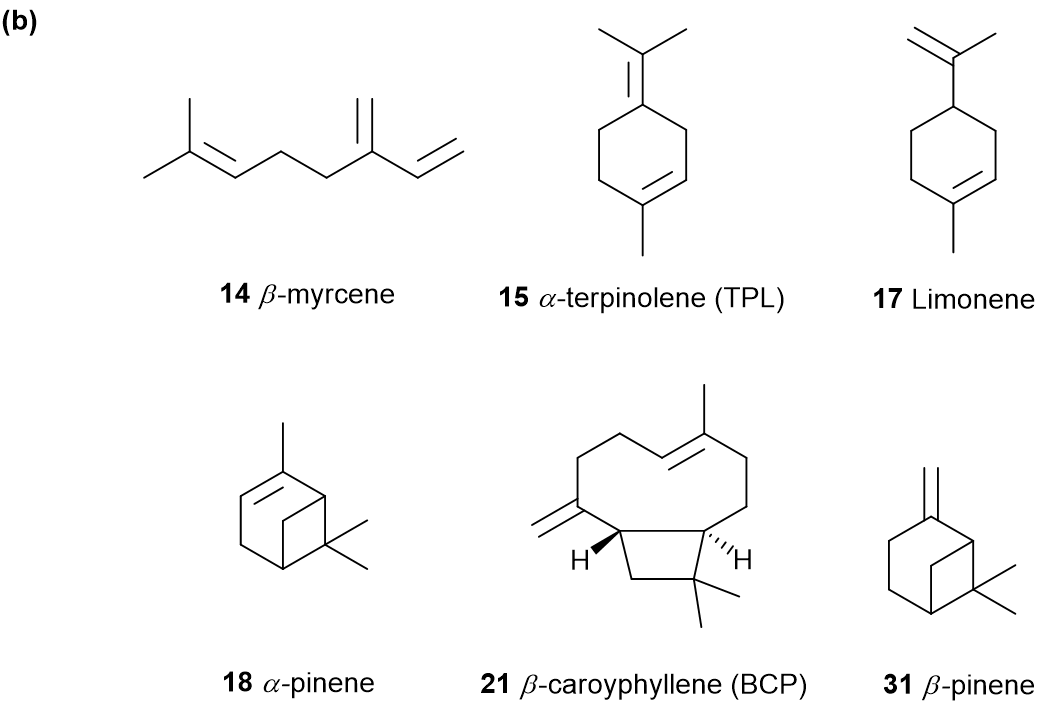 (b)
14 β-myrcene
15 α-terpinolene (TPL)
17 Limonene
H
H
18 α-pinene
21 β-caroyphyllene (BCP)
31 β-pinene